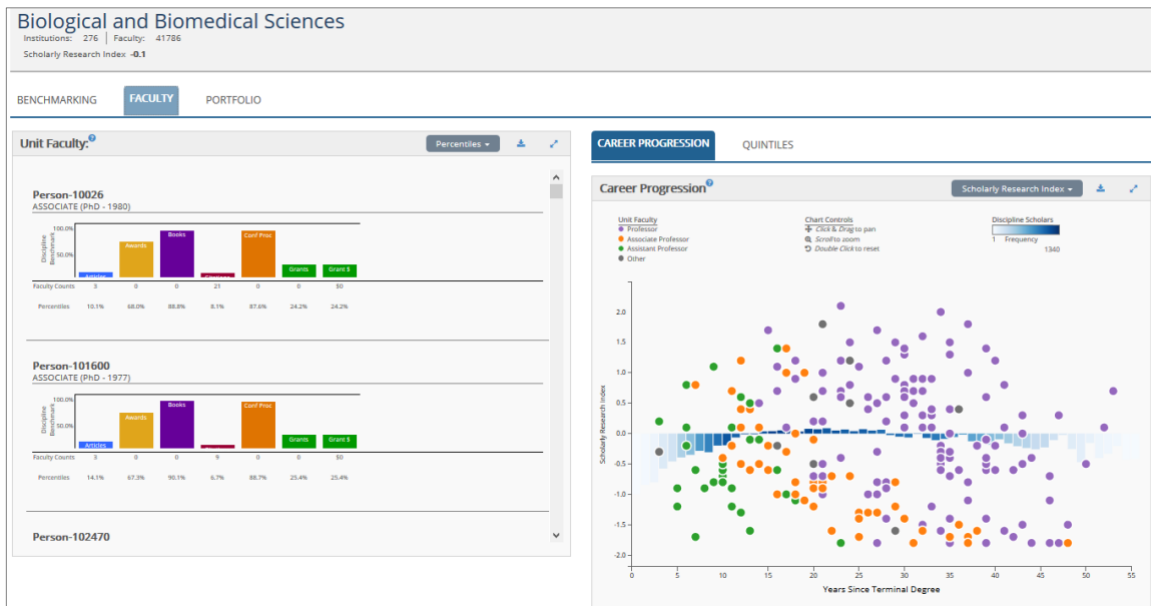 Biological and Biomedical Sciences
Institutions: 276 | Faculty: 41786
Scholarly Research Index -0.1
BENCHMARKING FACULTY PORTFOLIO
Unit Faculty:
Percentiles
Person-10026
ASSOCIATE (PhD - 1980)
Discipline Benchmark
100.0%
50.0%
Articles Awards Books Conf Proc Grants Grant $
Faculty Counts 3 0 0 21 0 0 $0
Percentiles 10.1% 68.0% 88.8% 8.1% 87.6% 24.2% 24.2%
Person-101600
ASSOCIATE (PhD - 1977)
Discipline Benchmark
100.0%
50.0%
Articles Awards Books Conf Proc Grants Grant $
Faculty Counts 3 0 0 9 0 0 $0
Percentiles 14.1% 67.3% 90.1% 6.7% 88.7% 25.4% 25.4%
Person-102470
CAREER PROGRESSION QUINTILES
Career Progression
Scholarly Research Index
Unit Faculty
Professor
Associate Professor
Assistant Professor
Other
Chart Controls
Click & Drag to pan
Scroll to zoom
Double Click to reset
Discipline Scholars
1 Frequency 1340
Scholarly Research Index
2.0
1.5
1.0
0.5
0.0
-0.5
-1.0
-1.5
-2.0
0 5 10 15 20 25 30 35 40 45 50 55
Years Since Terminal Degree